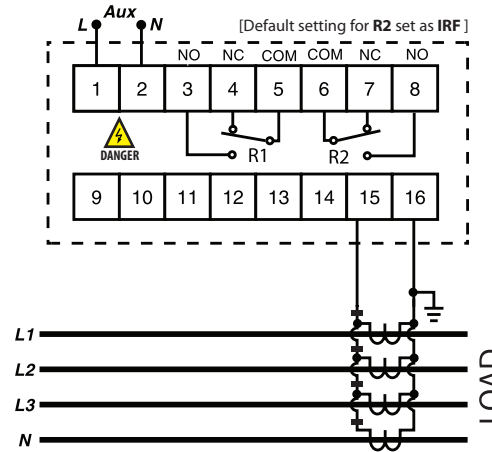 Aux
L N
[Default setting for R2 set as IRF ]
NO NC COM COM NC NO
1 2 3 4 5 6 7 8
DANGER
R1 R2
9 10 11 12 13 14 15 16
L1
L2
L3
N
LOAD